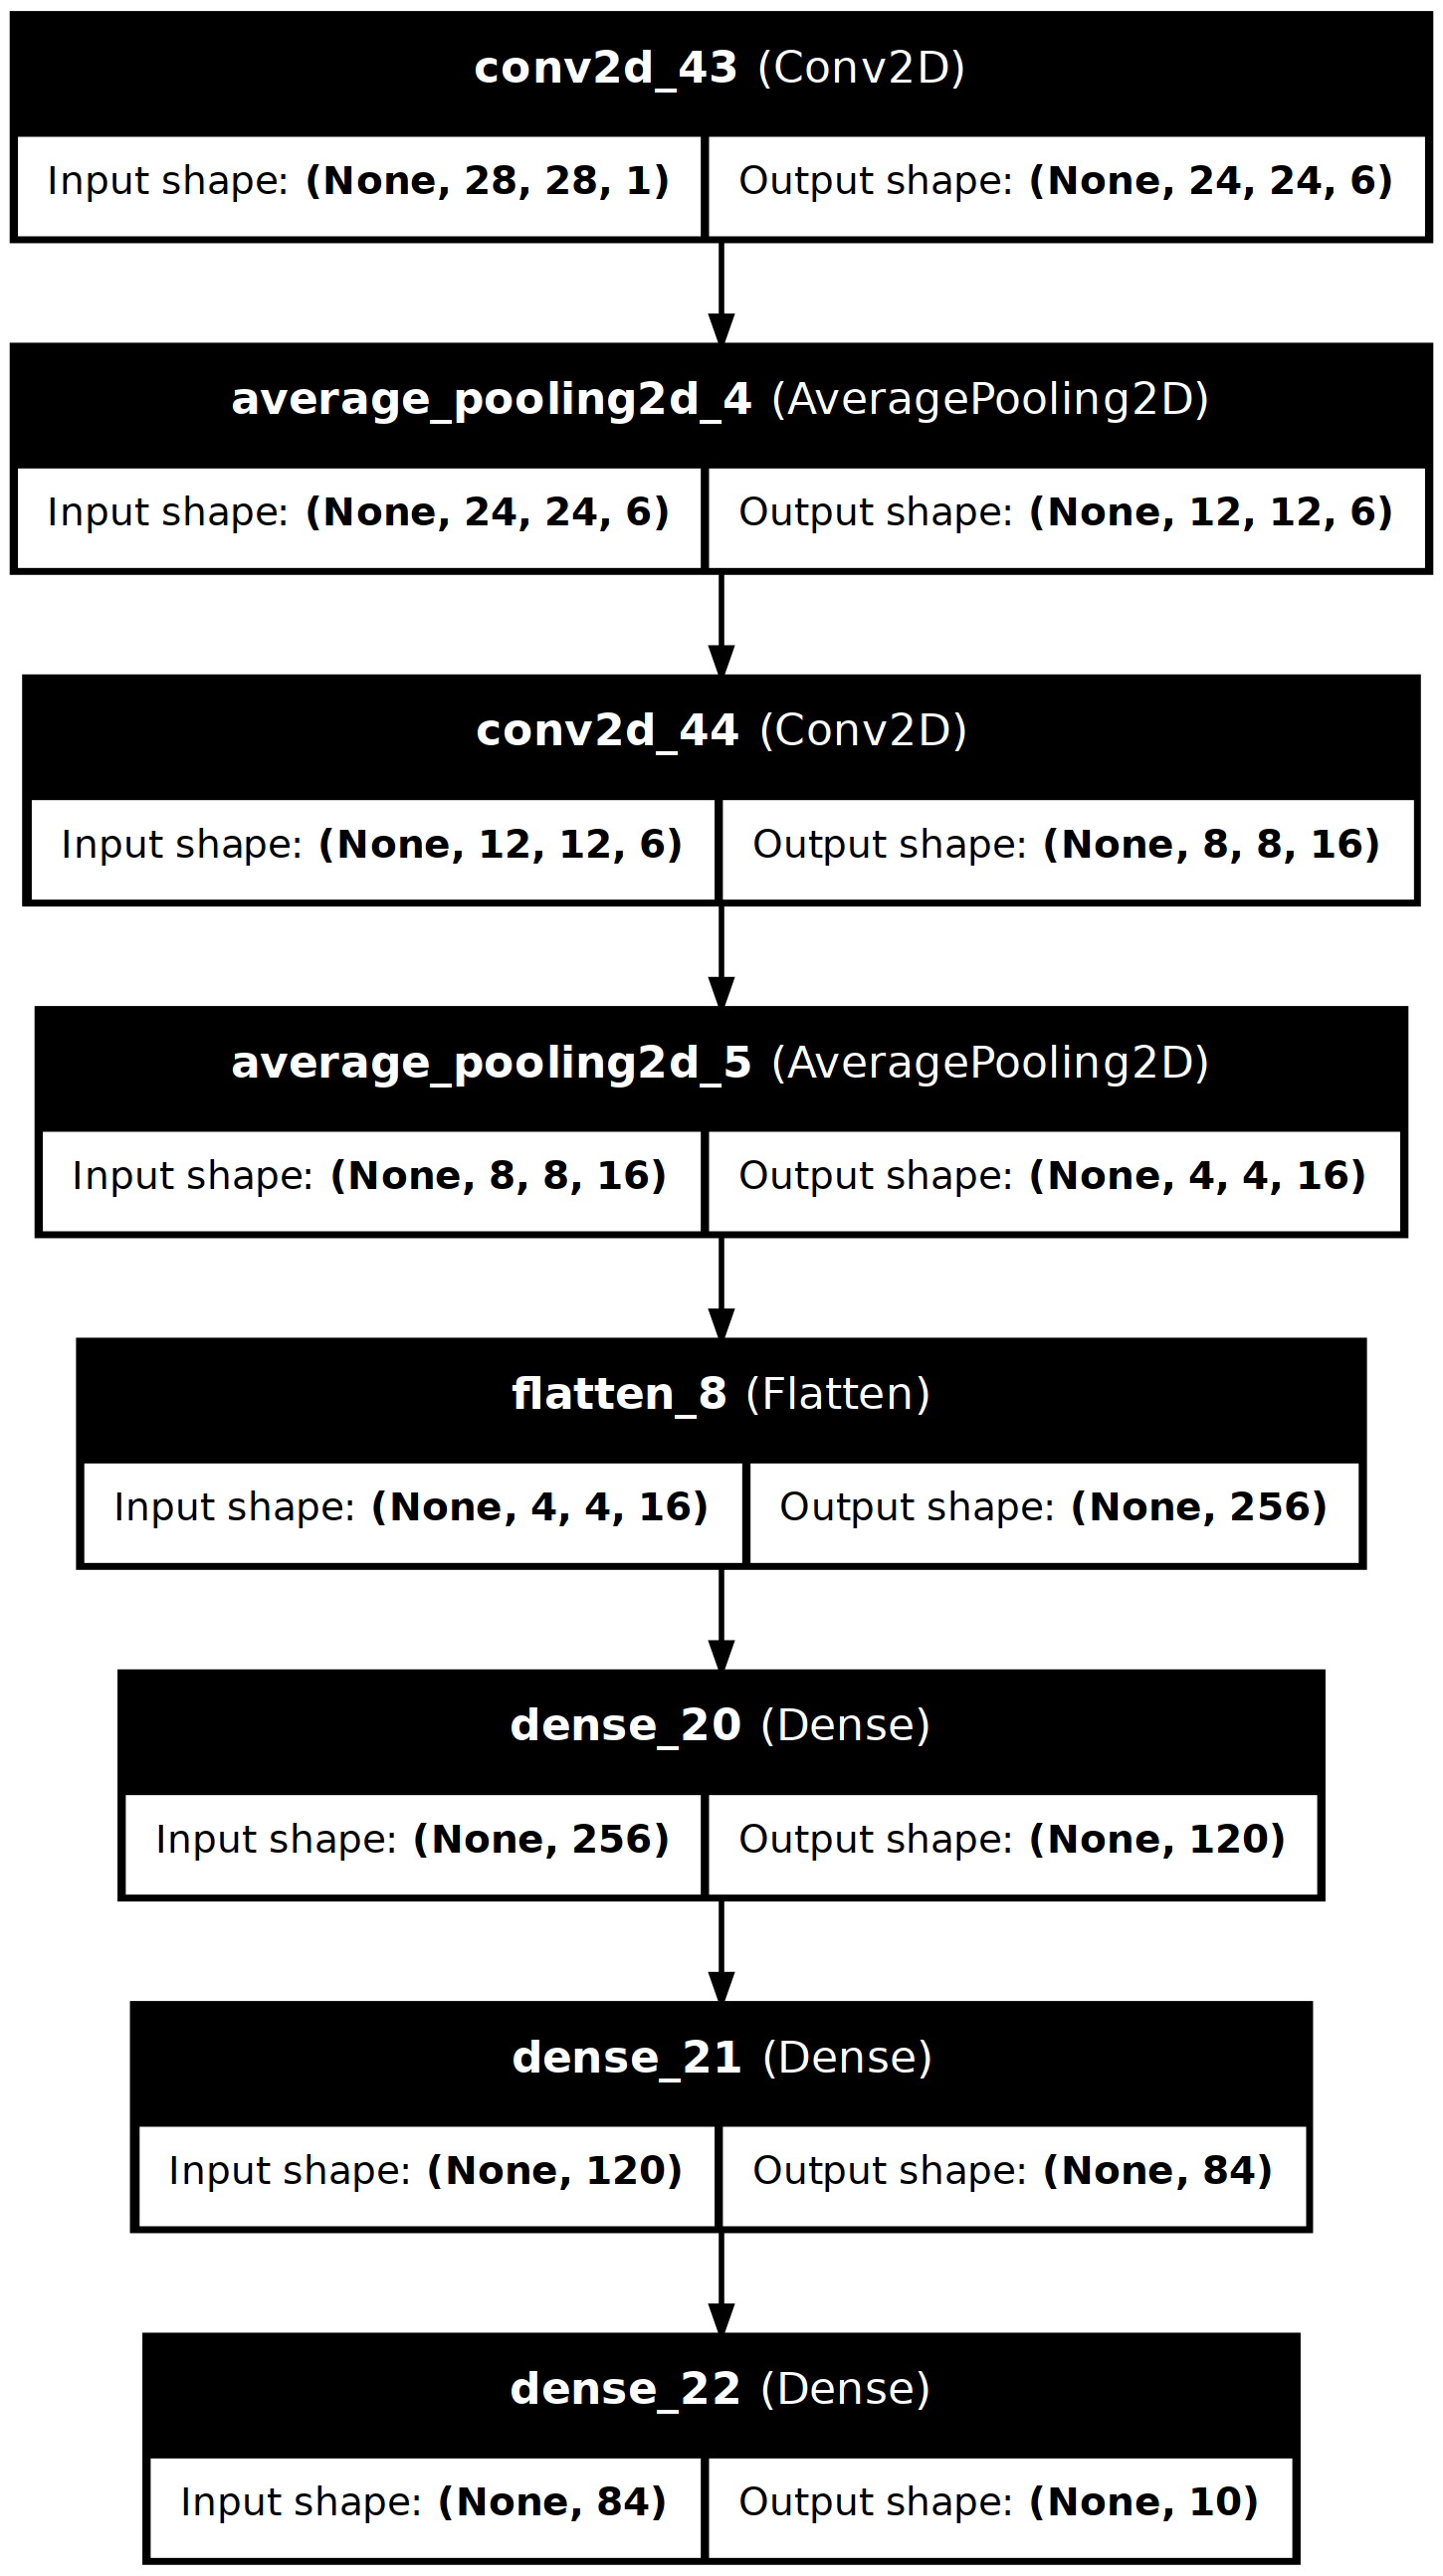 conv2d_43 (Conv2D)
Input shape: (None, 28, 28, 1) Output shape: (None, 24, 24, 6)
average_pooling2d_4 (AveragePooling2D)
Input shape: (None, 24, 24, 6) Output shape: (None, 12, 12, 6)
conv2d_44 (Conv2D)
Input shape: (None, 12, 12, 6) Output shape: (None, 8, 8, 16)
average_pooling2d_5 (AveragePooling2D)
Input shape: (None, 8, 8, 16) Output shape: (None, 4, 4, 16)
flatten_8 (Flatten)
Input shape: (None, 4, 4, 16) Output shape: (None, 256)
dense_20 (Dense)
Input shape: (None, 256) Output shape: (None, 120)
dense_21 (Dense)
Input shape: (None, 120) Output shape: (None, 84)
dense_22 (Dense)
Input shape: (None, 84) Output shape: (None, 10)